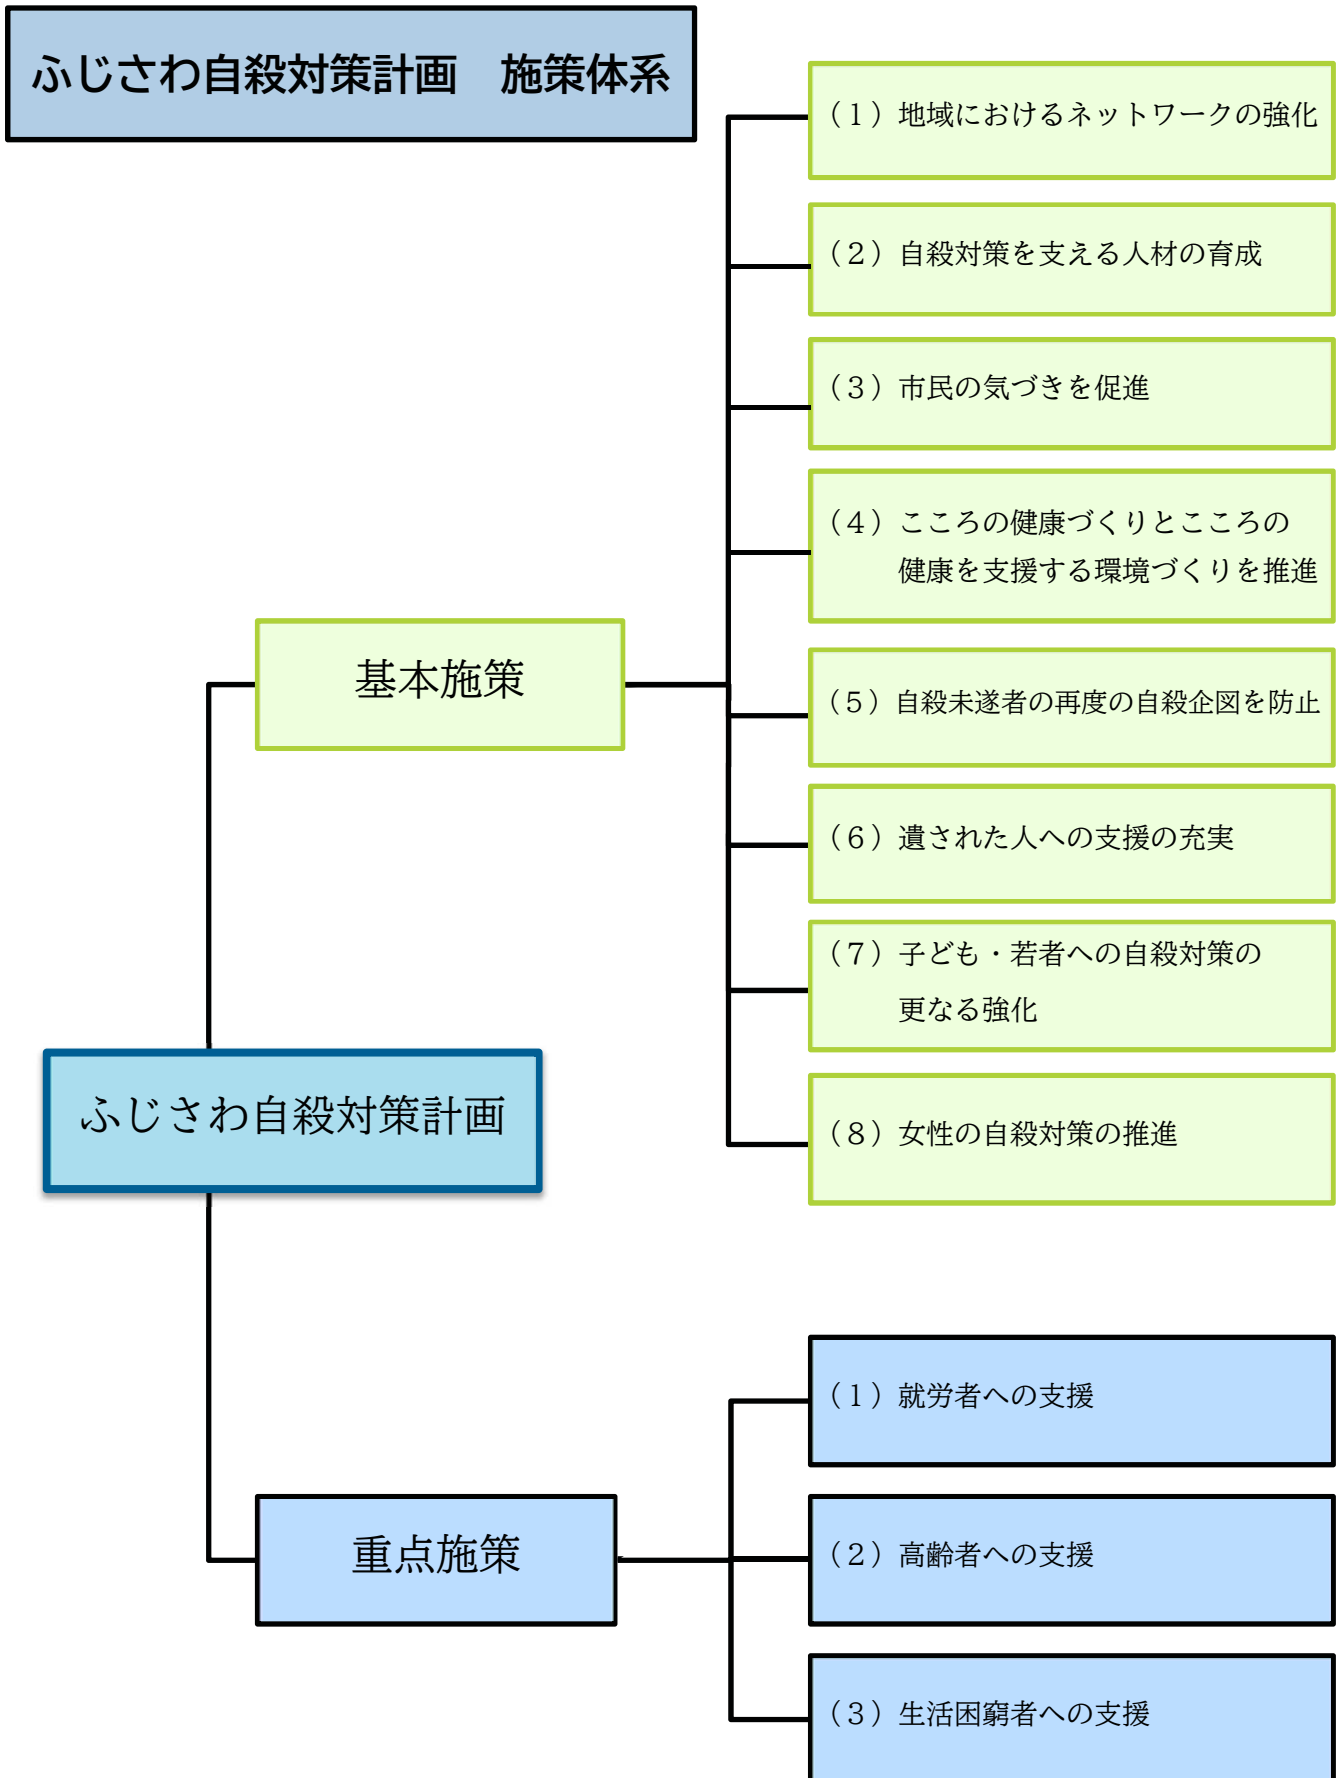 ふじさわ自殺対策計画　施策体系
（１）地域におけるネットワークの強化
（２）自殺対策を支える人材の育成
（３）市民の気づきを促進
（４）こころの健康づくりとこころの
健康を支援する環境づくりを推進
基本施策
（５）自殺未遂者の再度の自殺企図を防止
（６）遺された人への支援の充実
（７）子ども・若者への自殺対策の
更なる強化
ふじさわ自殺対策計画
（８）女性の自殺対策の推進
（１）就労者への支援
重点施策
（２）高齢者への支援
（３）生活困窮者への支援